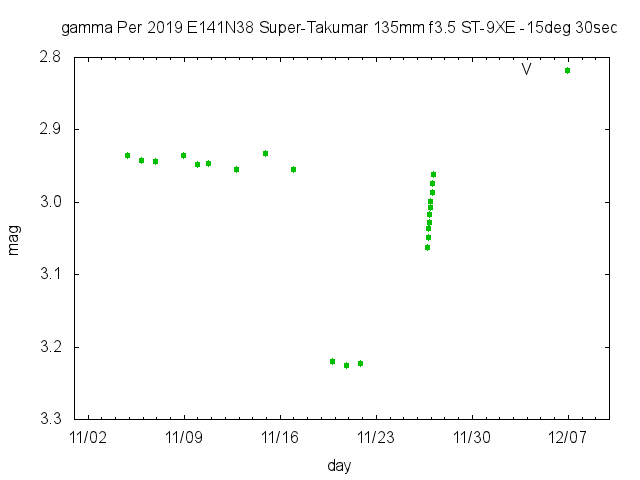 gamma Per 2019 E141N38 Super-Takumar 135mm f3.5 ST-9XE -15deg 30sec
2.8
V
2.9
3.0
mag
3.1
3.2
3.3
11/02 11/09 11/16 11/23 11/30 12/07
day